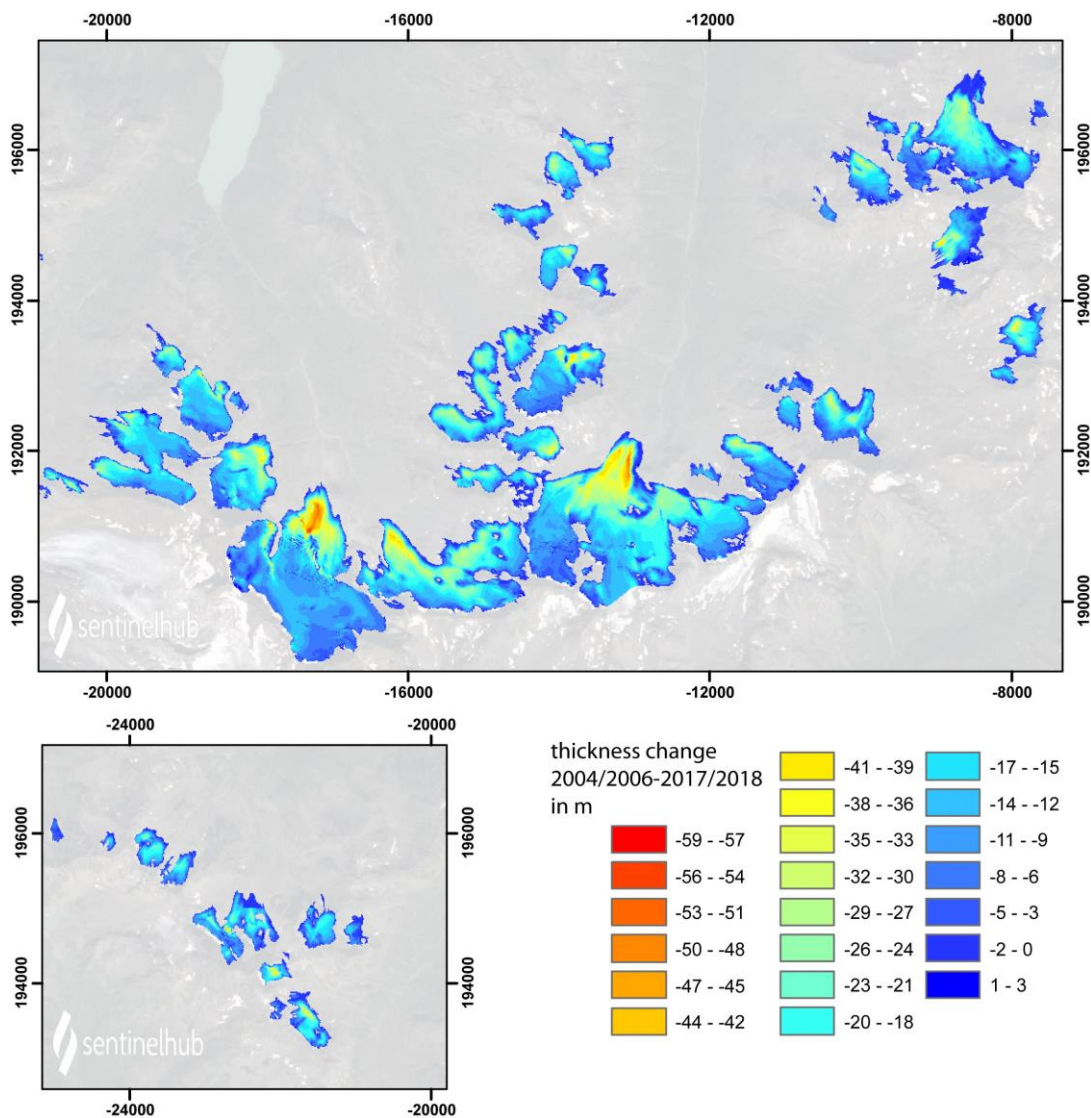 -20000 -16000 -12000 -8000
196000 196000
194000 194000
192000 192000
190000 190000
sentinelhub
-20000 -16000 -12000 -8000
-24000 -20000
196000 196000
194000 194000
sentinelhub
-24000 -20000
thickness change
2004/2006-2017/2018
in m
-59 - -57
-56 - -54
-53 - -51
-50 - -48
-47 - -45
-44 - -42
-41 - -39
-38 - -36
-35 - -33
-32 - -30
-29 - -27
-26 - -24
-23 - -21
-20 - -18
-17 - -15
-14 - -12
-11 - -9
-8 - -6
-5 - -3
-2 - 0
1 - 3